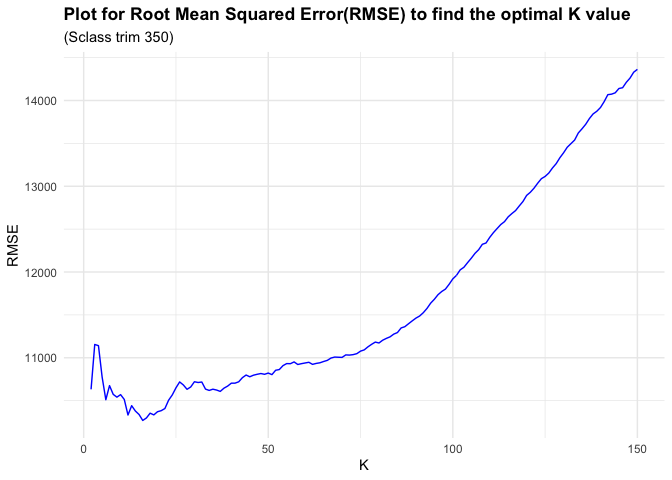 Plot for Root Mean Squared Error(RMSE) to find the optimal K value
(Sclass trim 350)
14000
13000
12000
11000
RMSE
0
50
100
150
K